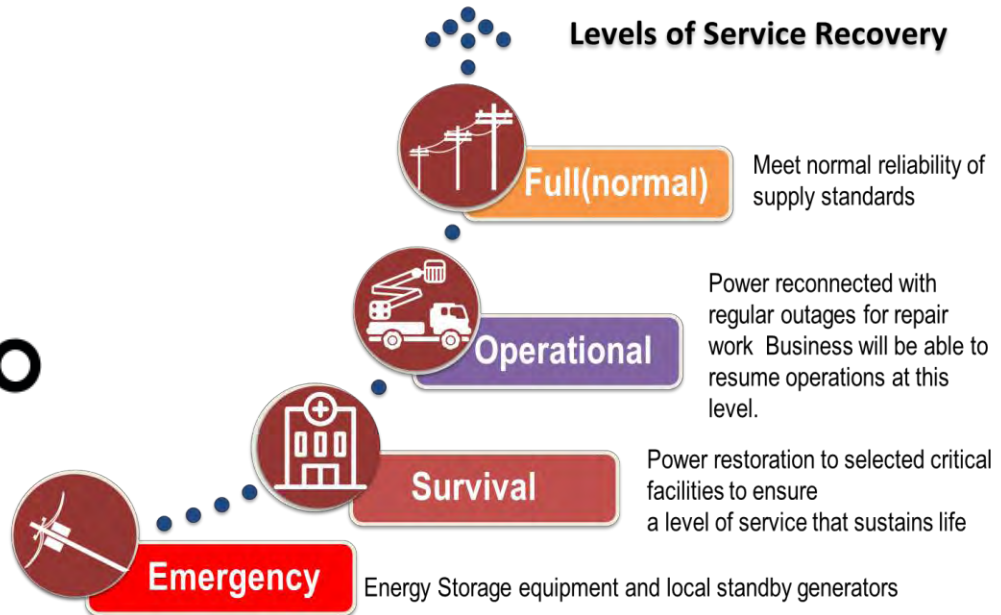 Levels of Service Recovery
Full(normal)
Meet normal reliability of
supply standards
Operational
Power reconnected with
regular outages for repair
work  Business will be able to
resume operations at this
level.
Survival
Power restoration to selected critical
facilities to ensure
a level of service that sustains life
Emergency
Energy Storage equipment and local standby generators